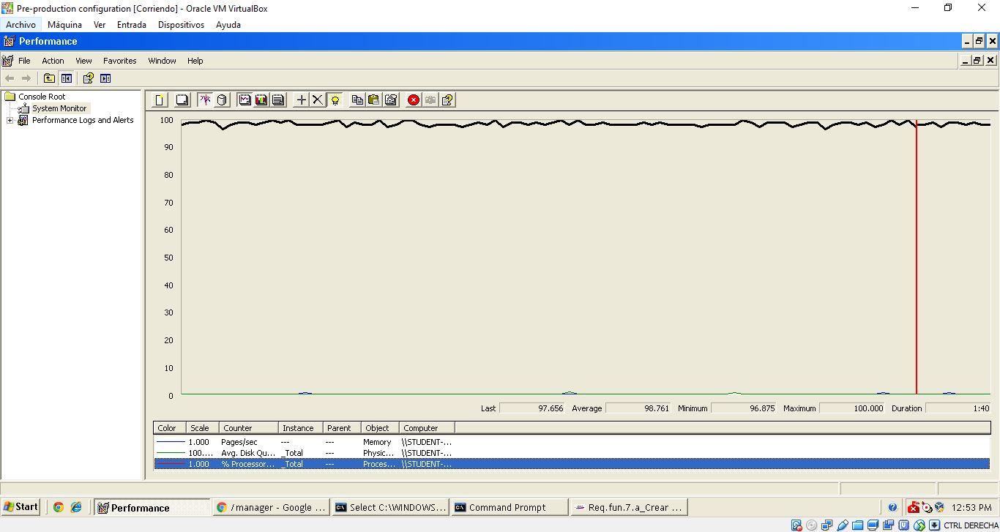 Pre-production configuration [Corriendo] - Oracle VM VirtualBox
Archivo Máquina Ver Entrada Dispositivos Ayuda
Performance
File Action View Favorites Window Help
Console Root
System Monitor
Performance Logs and Alerts
100
90
80
70
60
50
40
30
20
10
0
Last 97.656 Average 98.761 Minimum 96.875 Maximum 100.000 Duration 1:40
Color Scale Counter Instance Parent Object Computer
1.000 Pages/sec --- --- Memory \\STUDENT-...
100.... Avg. Disk Qu... _Total --- Physic... \\STUDENT-...
1.000 % Processor... _Total --- Proces... \\STUDENT-...
Start Performance /manager - Google ... Select C:\WINDOWS... Command Prompt Req.fun.7.a_Crear ... 12:53 PM
CTRL DERECHA